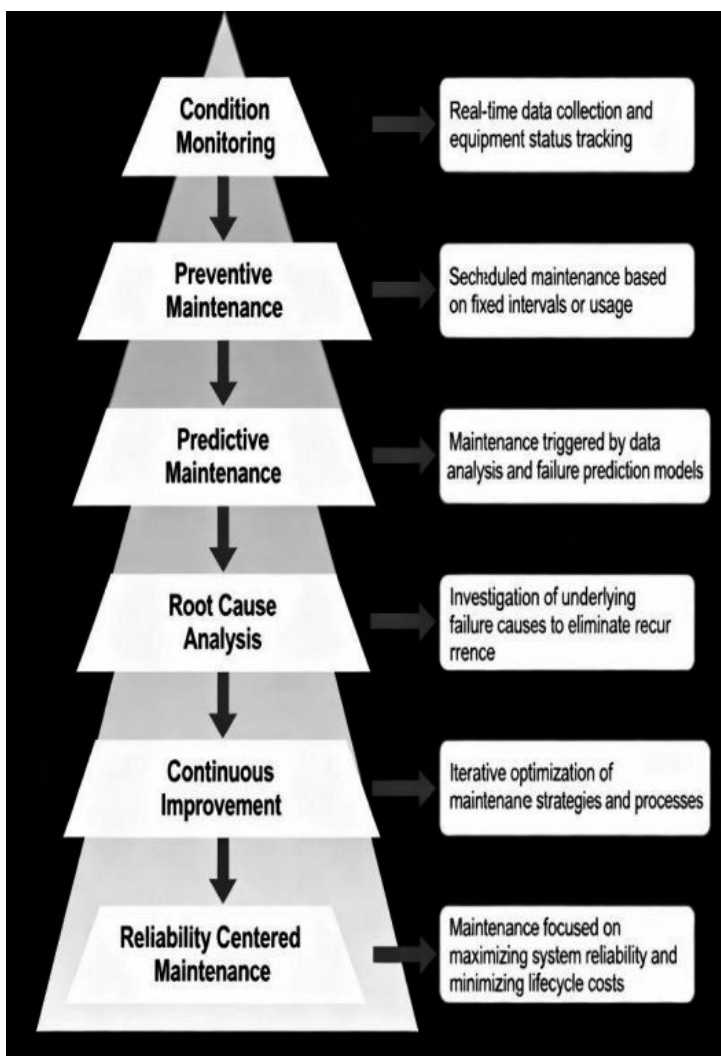 Condition
Monitoring
Real-time data collection and
equipment status tracking
Preventive
Maintenance
Secheduled maintenance based
on fixed intervals or usage
Predictive
Maintenance
Maintenance triggered by data
analysis and failure prediction models
Root Cause
Analysis
Investigation of underlying
failure causes to eliminate recur
rrence
Continuous
Improvement
Iterative optimization of
maintenane strategies and processes
Reliability Centered
Maintenance
Maintenance focused on
maximizing system reliability and
minimizing lifecycle costs